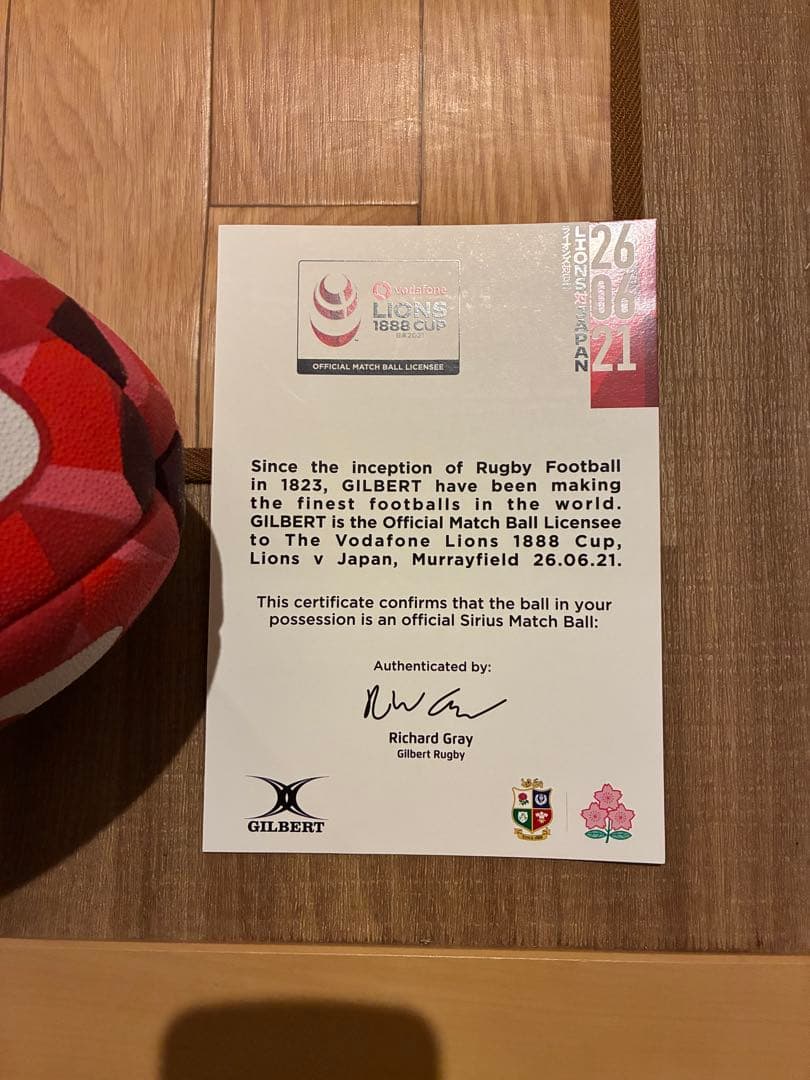 vodafone
LIONS
1888 CUP
OFFICIAL MATCH BALL LICENSEE
LIONS V JAPAN
26
06
21
Since the inception of Rugby Football
in 1823, GILBERT have been making
the finest footballs in the world.
GILBERT is the Official Match Ball Licensee
to The Vodafone Lions 1888 Cup,
Lions v Japan, Murrayfield 26.06.21.
This certificate confirms that the ball in your
possession is an official Sirius Match Ball:
Authenticated by:
Richard Gray
Gilbert Rugby
GILBERT